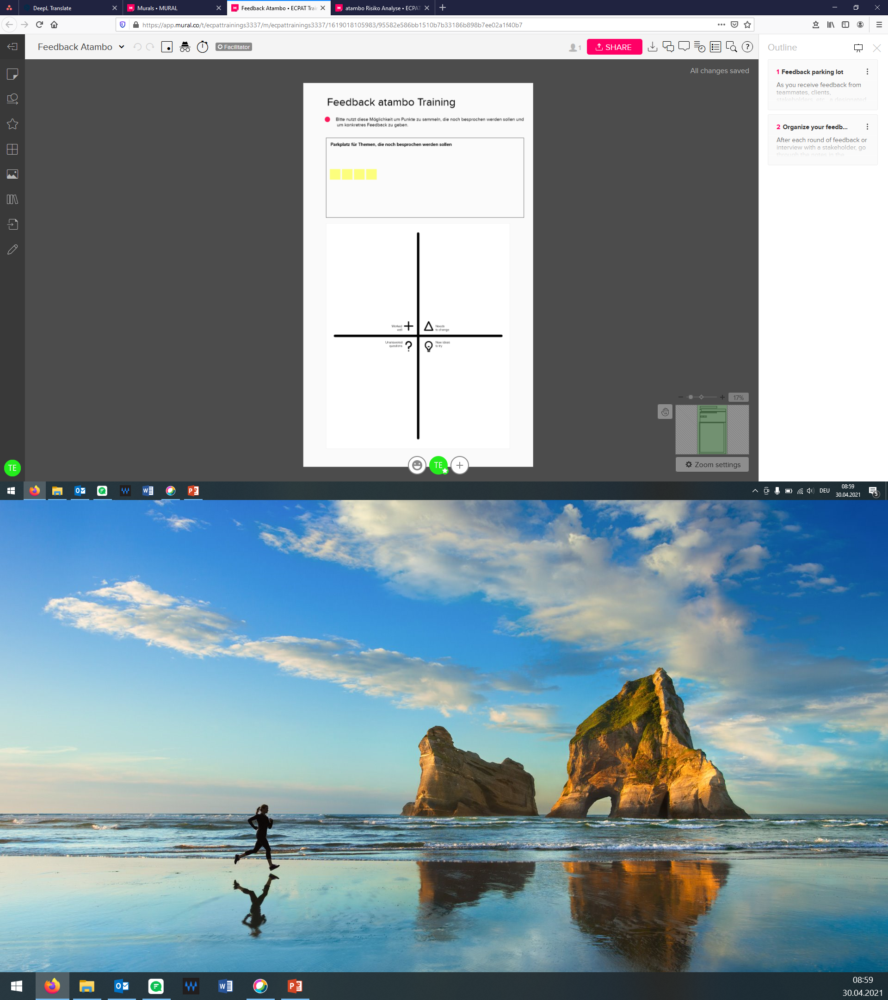 DeepL Translate
Murals • MURAL
Feedback Atambo • ECPAT Trai
atambo Risiko Analyse • ECPAT
https://app.mural.co/t/ecpattrainings3337/m/ecpattrainings3337/1619018105983/95582e586bb1510b7b33186b898b7ee02a1f40b7
Feedback Atambo
Facilitator
1
SHARE
Outline
All changes saved
1 Feedback parking lot
As you receive feedback from
teammates, clients,
stakeholders, etc., a designated
2 Organize your feedb...
After each round of feedback or
interview with a stakeholder, go
through the notes in the
Feedback atambo Training
Bitte nutzt diese Möglichkeit um Punkte zu sammeln, die noch besprochen werden sollen und
um konkretres Feedback zu geben.
Parkplatz für Themen, die noch besprochen werden sollen
Worked
well
Needs
to change
Unanswered
questions
New ideas
to try
17%
Zoom settings
TE
TE
DEU
08:59
30.04.2021
5
08:59
30.04.2021